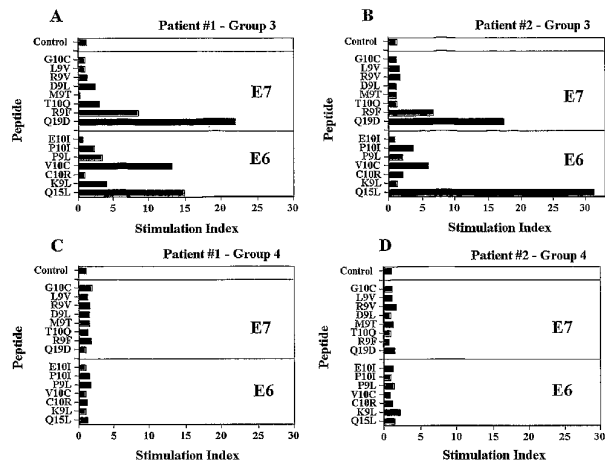 A
Patient #1 - Group 3
Control
G10C
L9V
R9V
D9L
M9T
T10Q
R9F
Q19D
E7
E10I
P10I
P9L
V10C
C10R
K9L
Q15L
E6
Peptide
0 5 10 15 20 25 30
Stimulation Index
B
Patient #2 - Group 3
Control
G10C
L9V
R9V
D9L
M9T
T10Q
R9F
Q19D
E7
E10I
P10I
P9L
V10C
C10R
K9L
Q15L
E6
Peptide
0 5 10 15 20 25 30
Stimulation Index
C
Patient #1 - Group 4
Control
G10C
L9V
R9V
D9L
M9T
T10Q
R9F
Q19D
E7
E10I
P10I
P9L
V10C
C10R
K9L
Q15L
E6
Peptide
0 5 10 15 20 25 30
Stimulation Index
D
Patient #2 - Group 4
Control
G10C
L9V
R9V
D9L
M9T
T10Q
R9F
Q19D
E7
E10I
P10I
P9L
V10C
C10R
K9L
Q15L
E6
Peptide
0 5 10 15 20 25 30
Stimulation Index